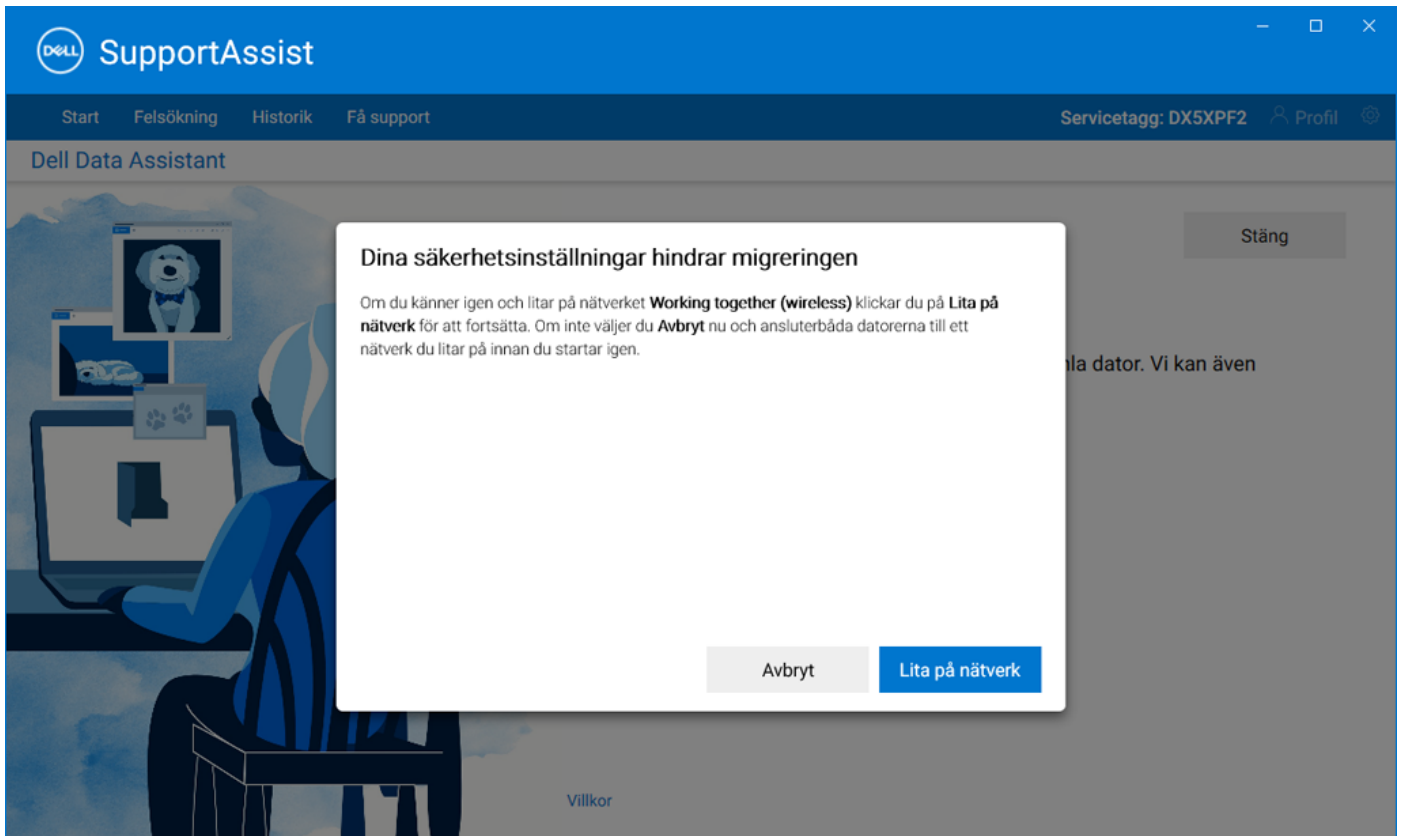 DELL
SupportAssist
Start Felsökning Historik Få support Servicetagg: DX5XPF2 Profil
Dell Data Assistant
Stäng
Dina säkerhetsinställningar hindrar migreringen
Om du känner igen och litar på nätverket Working together (wireless) klickar du på Lita på
nätverk för att fortsätta. Om inte väljer du Avbryt nu och ansluterbåda datorerna till ett
nätverk du litar på innan du startar igen.
dator. Vi kan även
Avbryt Lita på nätverk
Villkor